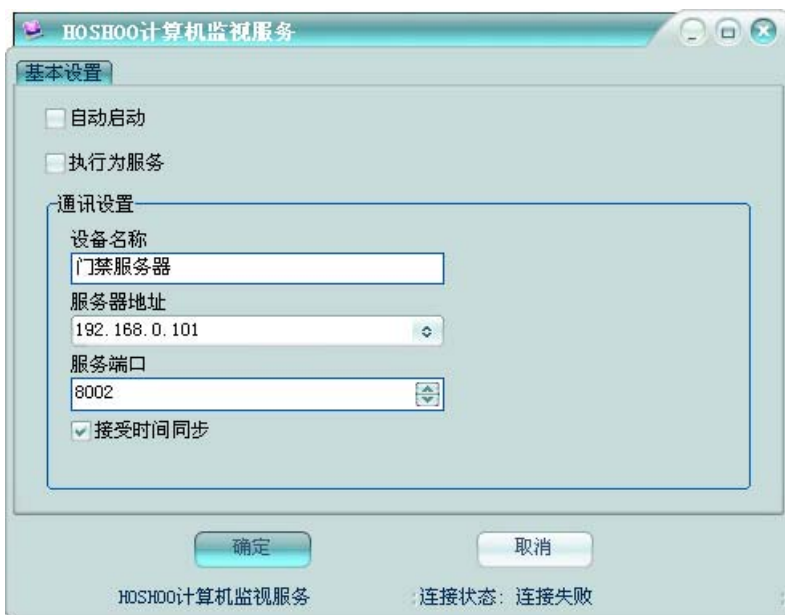 HOSHOO计算机监视服务
基本设置
自动启动
执行为服务
通讯设置
设备名称
门禁服务器
服务器地址
192.168.0.101
服务端口
8002
接受时间同步
确定 取消
HOSHOO计算机监视服务 连接状态: 连接失败